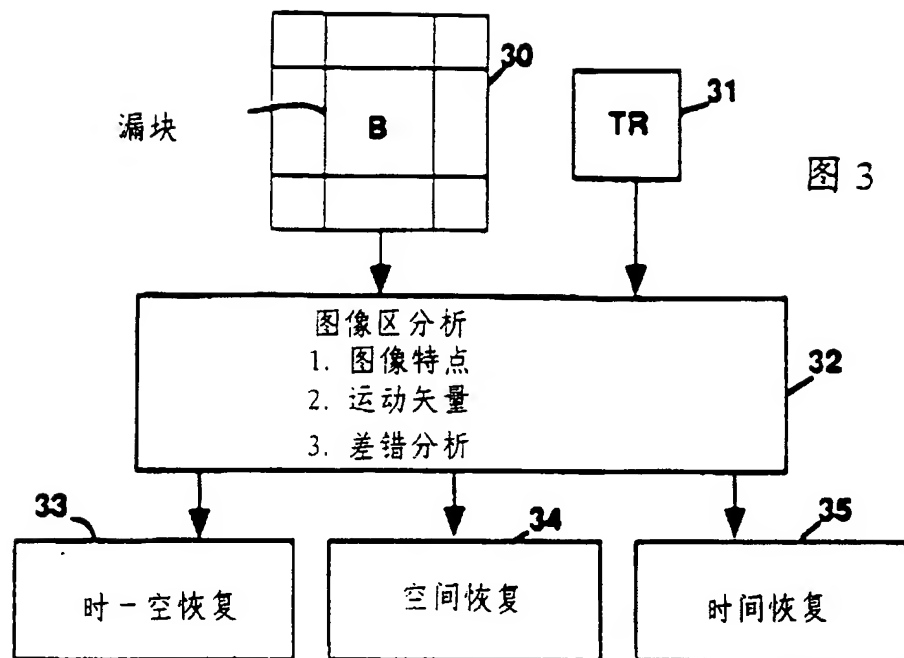 30
31
漏块
B
TR
图 3
图像区分析
1. 图像特点
2. 运动矢量
3. 差错分析
32
33
34
35
时一空恢复
空间恢复
时间恢复